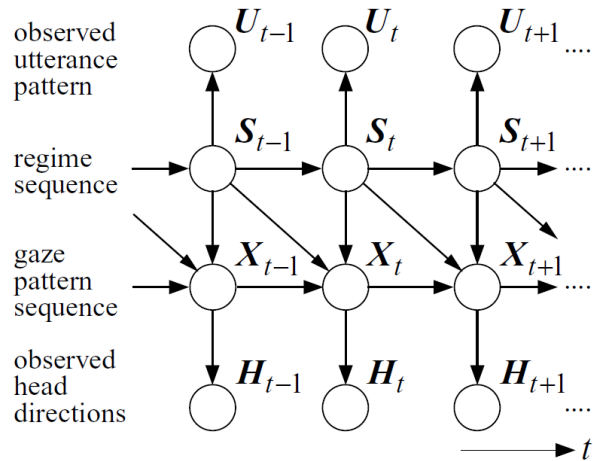 observed
utterance
pattern
U_{t-1} U_t U_{t+1} ....
regime
sequence
S_{t-1} S_t S_{t+1} ....
gaze
pattern
sequence
X_{t-1} X_t X_{t+1} ....
observed
head
directions
H_{t-1} H_t H_{t+1} ....
t